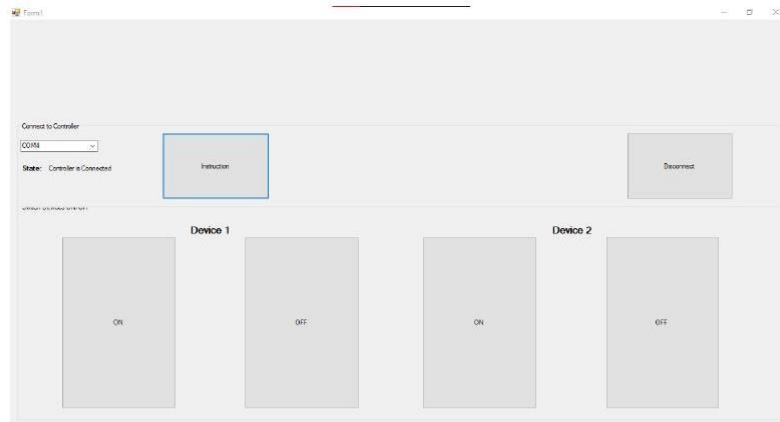 Form1
Connect to Controller
COM4
State: Controller is Connected
Instruction
Disconnect
Device 1
Device 2
ON
OFF
ON
OFF